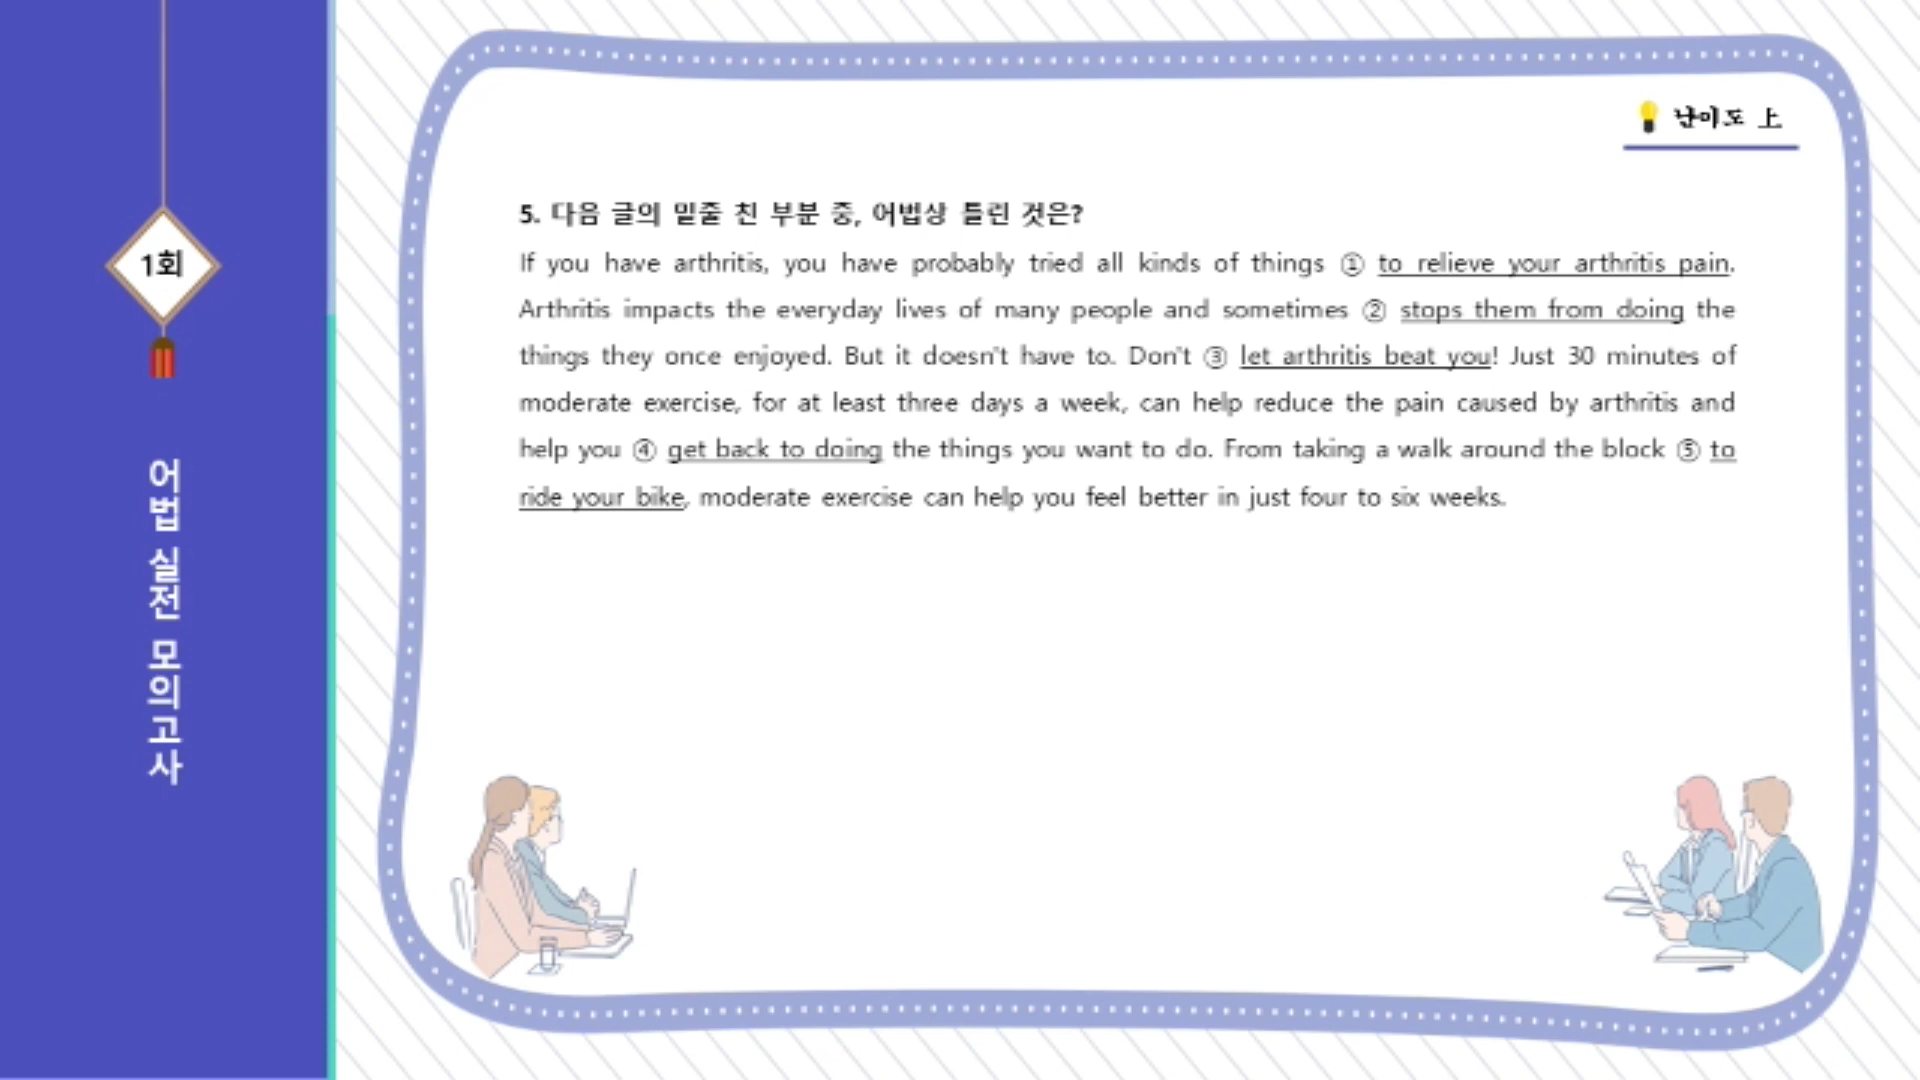 1회
어법 실전 모의고사
난이도 上
5. 다음 글의 밑줄 친 부분 중, 어법상 틀린 것은?
If you have arthritis, you have probably tried all kinds of things ① to relieve your arthritis pain.
Arthritis impacts the everyday lives of many people and sometimes ② stops them from doing the
things they once enjoyed. But it doesn't have to. Don't ③ let arthritis beat you! Just 30 minutes of
moderate exercise, for at least three days a week, can help reduce the pain caused by arthritis and
help you ④ get back to doing the things you want to do. From taking a walk around the block ⑤ to
ride your bike, moderate exercise can help you feel better in just four to six weeks.